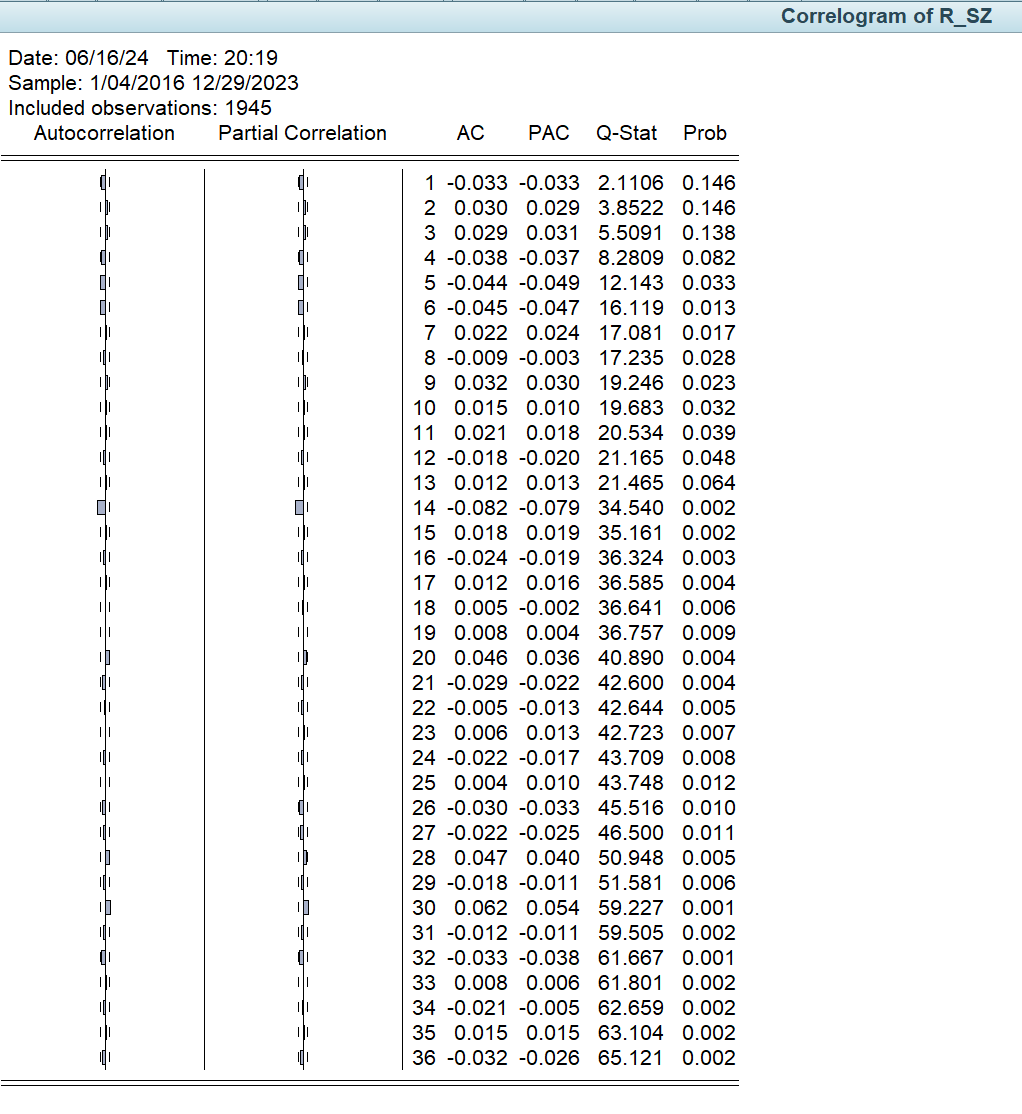 Correlogram of R_SZ
Date: 06/16/24 Time: 20:19
Sample: 1/04/2016 12/29/2023
Included observations: 1945
Autocorrelation Partial Correlation AC PAC Q-Stat Prob
1 -0.033 -0.033 2.1106 0.146
2 0.030 0.029 3.8522 0.146
3 0.029 0.031 5.5091 0.138
4 -0.038 -0.037 8.2809 0.082
5 -0.044 -0.049 12.143 0.033
6 -0.045 -0.047 16.119 0.013
7 0.022 0.024 17.081 0.017
8 -0.009 -0.003 17.235 0.028
9 0.032 0.030 19.246 0.023
10 0.015 0.010 19.683 0.032
11 0.021 0.018 20.534 0.039
12 -0.018 -0.020 21.165 0.048
13 0.012 0.013 21.465 0.064
14 -0.082 -0.079 34.540 0.002
15 0.018 0.019 35.161 0.002
16 -0.024 -0.019 36.324 0.003
17 0.012 0.016 36.585 0.004
18 0.005 -0.002 36.641 0.006
19 0.008 0.004 36.757 0.009
20 0.046 0.036 40.890 0.004
21 -0.029 -0.022 42.600 0.004
22 -0.005 -0.013 42.644 0.005
23 0.006 0.013 42.723 0.007
24 -0.022 -0.017 43.709 0.008
25 0.004 0.010 43.748 0.012
26 -0.030 -0.033 45.516 0.010
27 -0.022 -0.025 46.500 0.011
28 0.047 0.040 50.948 0.005
29 -0.018 -0.011 51.581 0.006
30 0.062 0.054 59.227 0.001
31 -0.012 -0.011 59.505 0.002
32 -0.033 -0.038 61.667 0.001
33 0.008 0.006 61.801 0.002
34 -0.021 -0.005 62.659 0.002
35 0.015 0.015 63.104 0.002
36 -0.032 -0.026 65.121 0.002